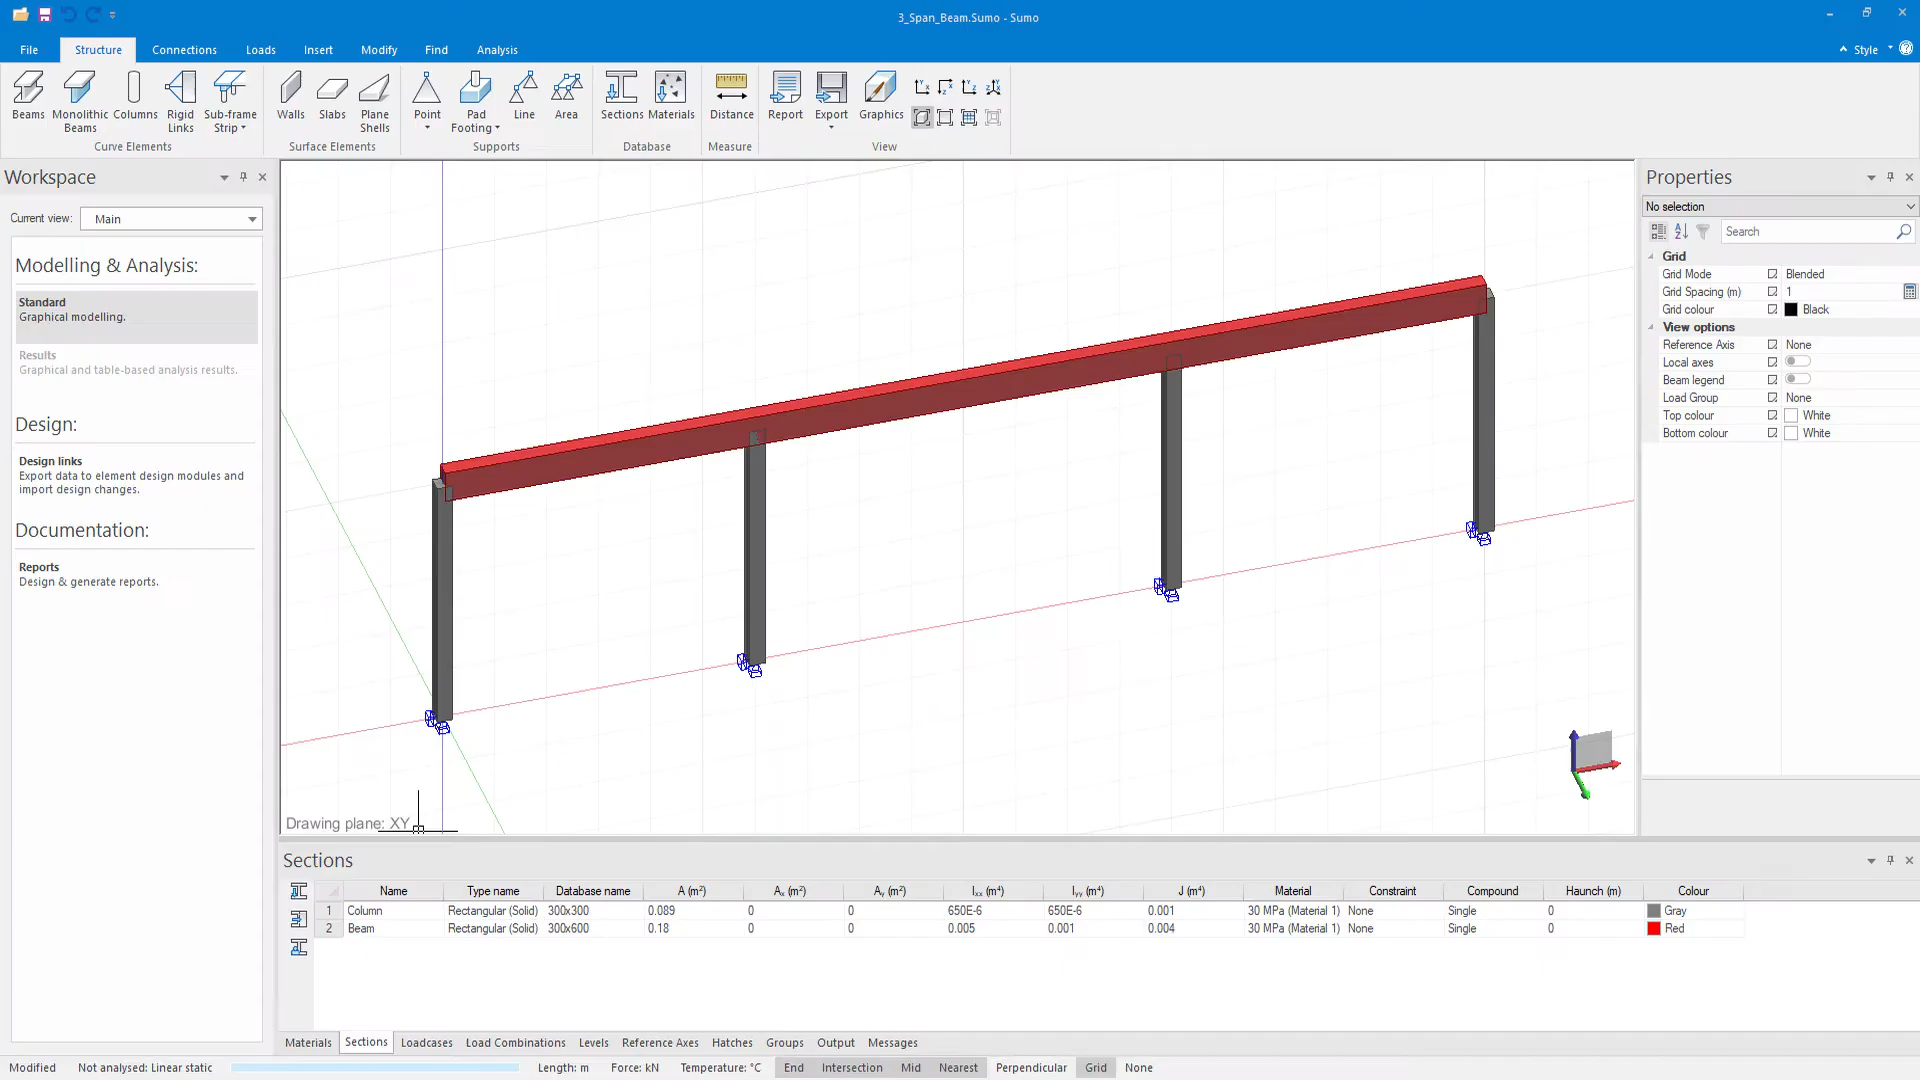 3_Span_Beam.Sumo - Sumo
File Structure Connections Loads Insert Modify Find Analysis Style
Beams Monolithic Beams Columns Rigid Links Sub-frame Strip
Curve Elements
Walls Slabs Plane Shells
Surface Elements
Point Pad Footing Line Area
Supports
Sections Materials
Database
Distance
Measure
Report Export Graphics
View
Workspace
Current view: Main
Modelling & Analysis:
Standard
Graphical modelling.
Results
Graphical and table-based analysis results.
Design:
Design links
Export data to element design modules and
import design changes.
Documentation:
Reports
Design & generate reports.
Drawing plane: XY
Properties
No selection
Search
Grid
Grid Mode Blended
Grid Spacing (m) 1
Grid colour Black
View options
Reference Axis None
Local axes
Beam legend
Load Group None
Top colour White
Bottom colour White
Sections
Name Type name Database name A (m²) Aₓ (m²) Aᵧ (m²) Iₓₓ (m⁴) Iᵧᵧ (m⁴) J (m⁴) Material Constraint Compound Haunch (m) Colour
1 Column Rectangular (Solid) 300x300 0.089 0 0 650E-6 650E-6 0.001 30 MPa (Material 1) None Single 0 Gray
2 Beam Rectangular (Solid) 300x600 0.18 0 0 0.005 0.001 0.004 30 MPa (Material 1) None Single 0 Red
Materials Sections Loadcases Load Combinations Levels Reference Axes Hatches Groups Output Messages
Modified Not analysed: Linear static Length: m Force: kN Temperature: °C End Intersection Mid Nearest Perpendicular Grid None